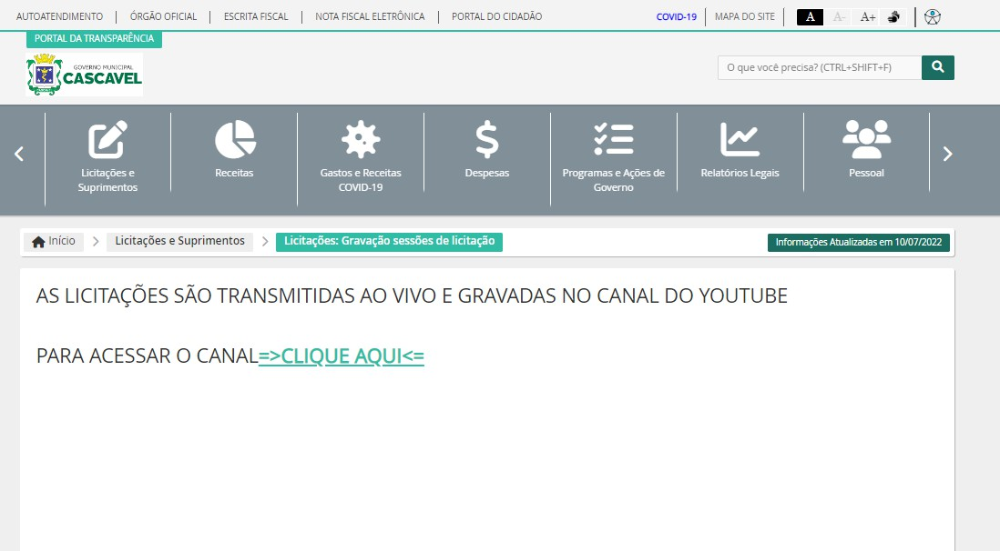 AUTOATENDIMENTO | ÓRGÃO OFICIAL | ESCRITA FISCAL | NOTA FISCAL ELETRÔNICA | PORTAL DO CIDADÃO COVID-19 | MAPA DO SITE | A A- A+
PORTAL DA TRANSPARÊNCIA
GOVERNO MUNICIPAL
CASCAVEL
O que você precisa? (CTRL+SHIFT+F)
Licitações e
Suprimentos
Receitas
Gastos e Receitas
COVID-19
Despesas
Programas e Ações de
Governo
Relatórios Legais
Pessoal
Início > Licitações e Suprimentos > Licitações: Gravação sessões de licitação Informações Atualizadas em 10/07/2022
AS LICITAÇÕES SÃO TRANSMITIDAS AO VIVO E GRAVADAS NO CANAL DO YOUTUBE
PARA ACESSAR O CANAL=>CLIQUE AQUI<=